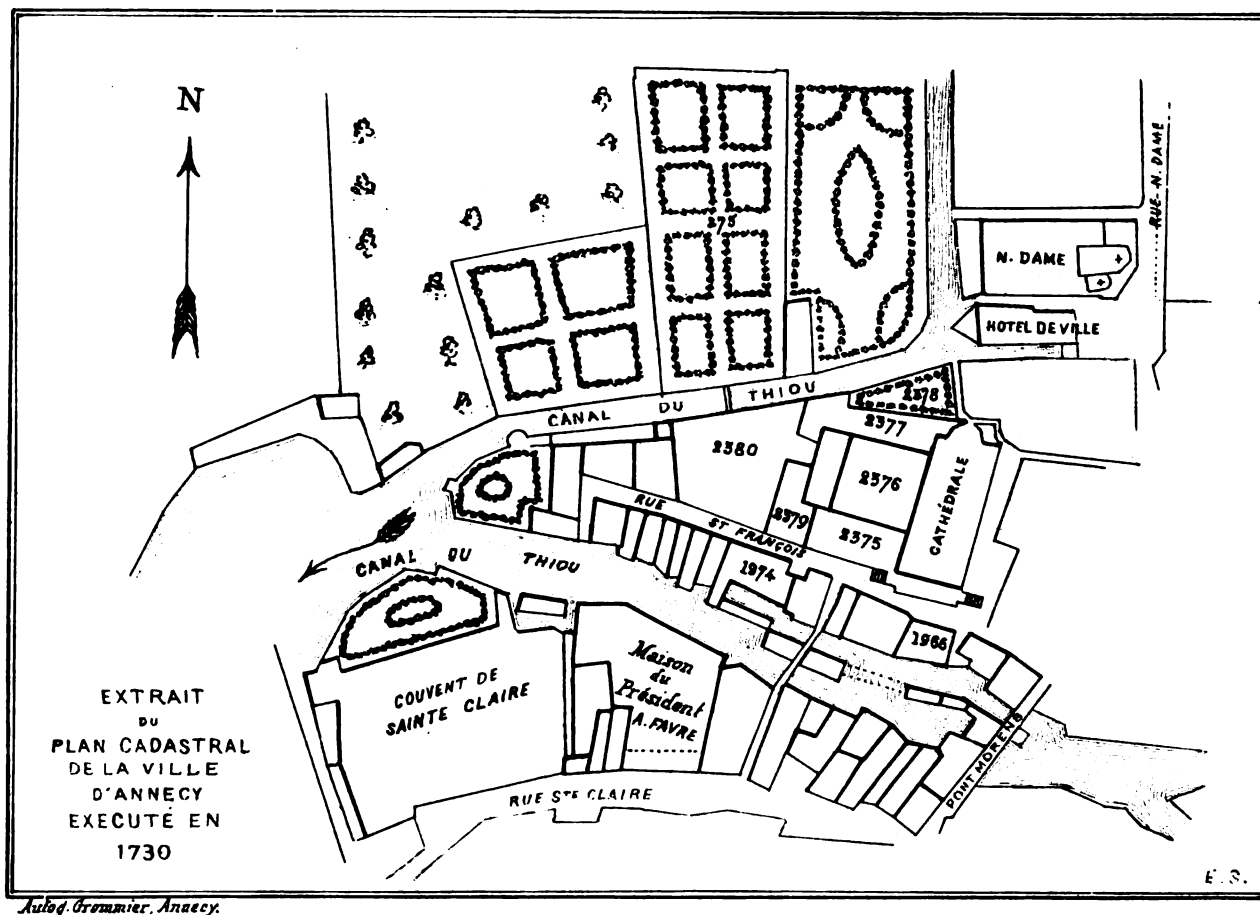 N
75
RUE-N. DAME
N. DAME
HOTEL DE VILLE
CANAL DU THIOU
2378
2377
2380
2376
CATHÉDRALE
RUE ST FRANÇOIS
2379
2375
CANAL DU THIOU
1974
1966
Maison
du
Président
A. FAVRE
COUVENT DE
SAINTE CLAIRE
PONT MORENS
RUE STE CLAIRE
EXTRAIT
DU
PLAN CADASTRAL
DE LA VILLE
D'ANNECY
EXECUTÉ EN
1730
E. S.
Autog. Grommier, Annecy.